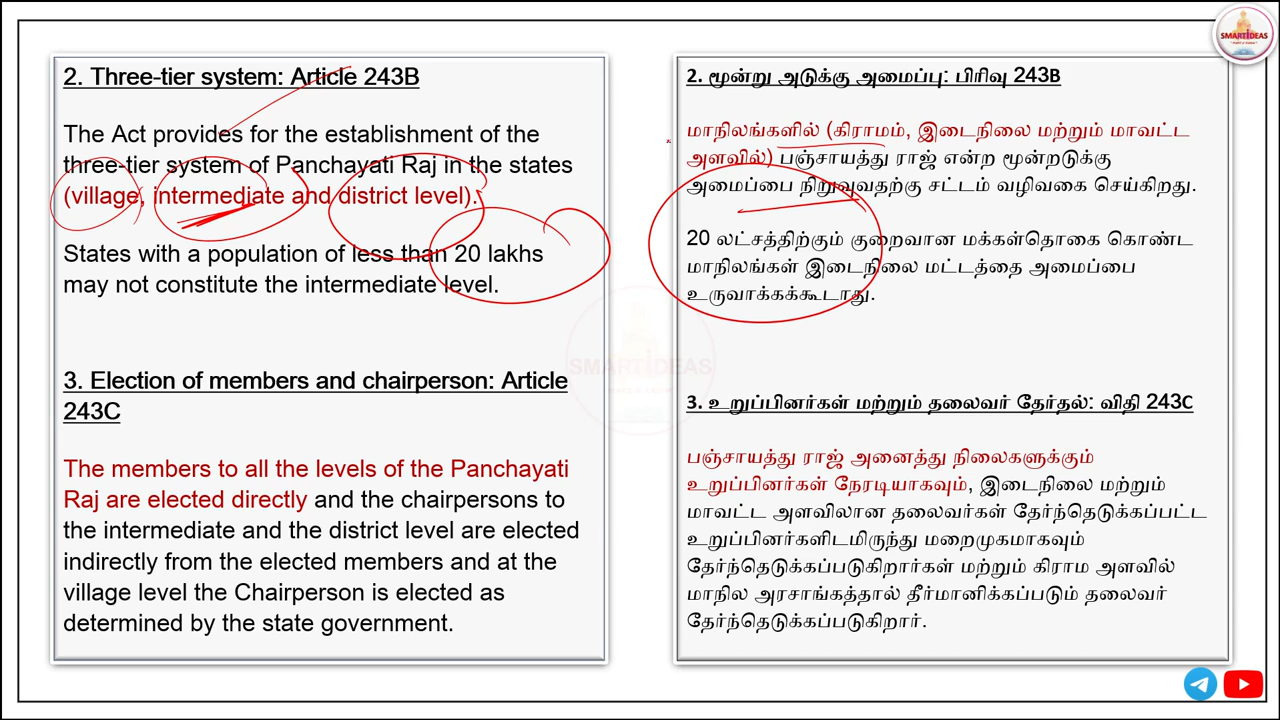 SMARTIDEAS
2. Three-tier system: Article 243B
The Act provides for the establishment of the
three-tier system of Panchayati Raj in the states
(village, intermediate and district level).
States with a population of less than 20 lakhs
may not constitute the intermediate level.
3. Election of members and chairperson: Article
243C
The members to all the levels of the Panchayati
Raj are elected directly and the chairpersons to
the intermediate and the district level are elected
indirectly from the elected members and at the
village level the Chairperson is elected as
determined by the state government.
2. மூன்று அடுக்கு அமைப்பு: பிரிவு 243B
மாநிலங்களில் (கிராமம், இடைநிலை மற்றும் மாவட்ட
அளவில்) பஞ்சாயத்து ராஜ் என்ற மூன்றடுக்கு
அமைப்பை நிறுவுவதற்கு சட்டம் வழிவகை செய்கிறது.
20 லட்சத்திற்கும் குறைவான மக்கள்தொகை கொண்ட
மாநிலங்கள் இடைநிலை மட்டத்தை அமைப்பை
உருவாக்கக்கூடாது.
3. உறுப்பினர்கள் மற்றும் தலைவர் தேர்தல்: விதி 243C
பஞ்சாயத்து ராஜ் அனைத்து நிலைகளுக்கும்
உறுப்பினர்கள் நேரடியாகவும், இடைநிலை மற்றும்
மாவட்ட அளவிலான தலைவர்கள் தேர்ந்தெடுக்கப்பட்ட
உறுப்பினர்களிடமிருந்து மறைமுகமாகவும்
தேர்ந்தெடுக்கப்படுகிறார்கள் மற்றும் கிராம அளவில்
மாநில அரசாங்கத்தால் தீர்மானிக்கப்படும் தலைவர்
தேர்ந்தெடுக்கப்படுகிறார்.
SMARTIDEAS